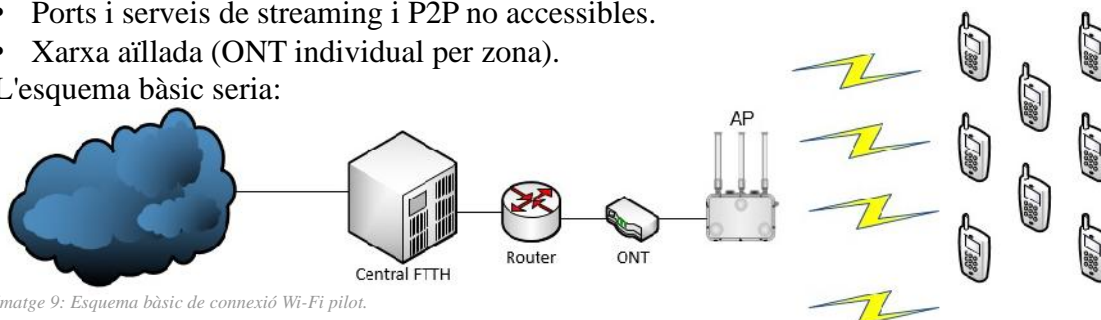 • Ports i serveis de streaming i P2P no accessibles.
• Xarxa aïllada (ONT individual per zona).
L'esquema bàsic seria:
AP
Central FTTH
Router
ONT
matge 9: Esquema bàsic de connexió Wi-Fi pilot.